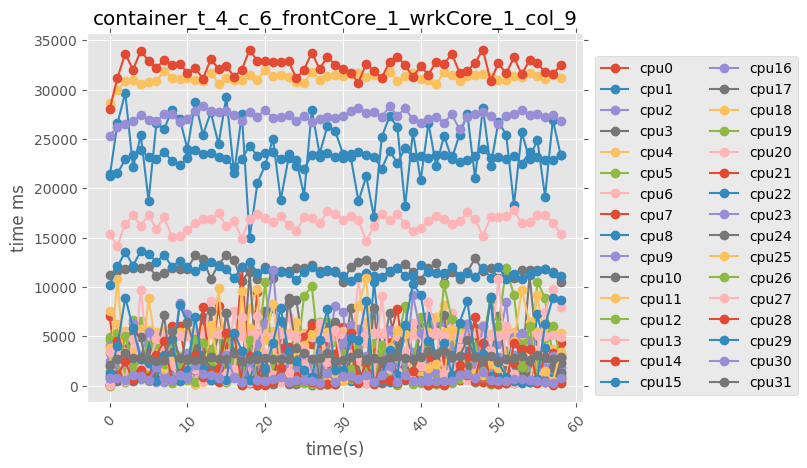 container_t_4_c_6_frontCore_1_wrkCore_1_col_9
35000
30000
25000
20000
15000
10000
5000
0
time ms
0
10
20
30
40
50
60
time(s)
cpu0
cpu1
cpu2
cpu3
cpu4
cpu5
cpu6
cpu7
cpu8
cpu9
cpu10
cpu11
cpu12
cpu13
cpu14
cpu15
cpu16
cpu17
cpu18
cpu19
cpu20
cpu21
cpu22
cpu23
cpu24
cpu25
cpu26
cpu27
cpu28
cpu29
cpu30
cpu31